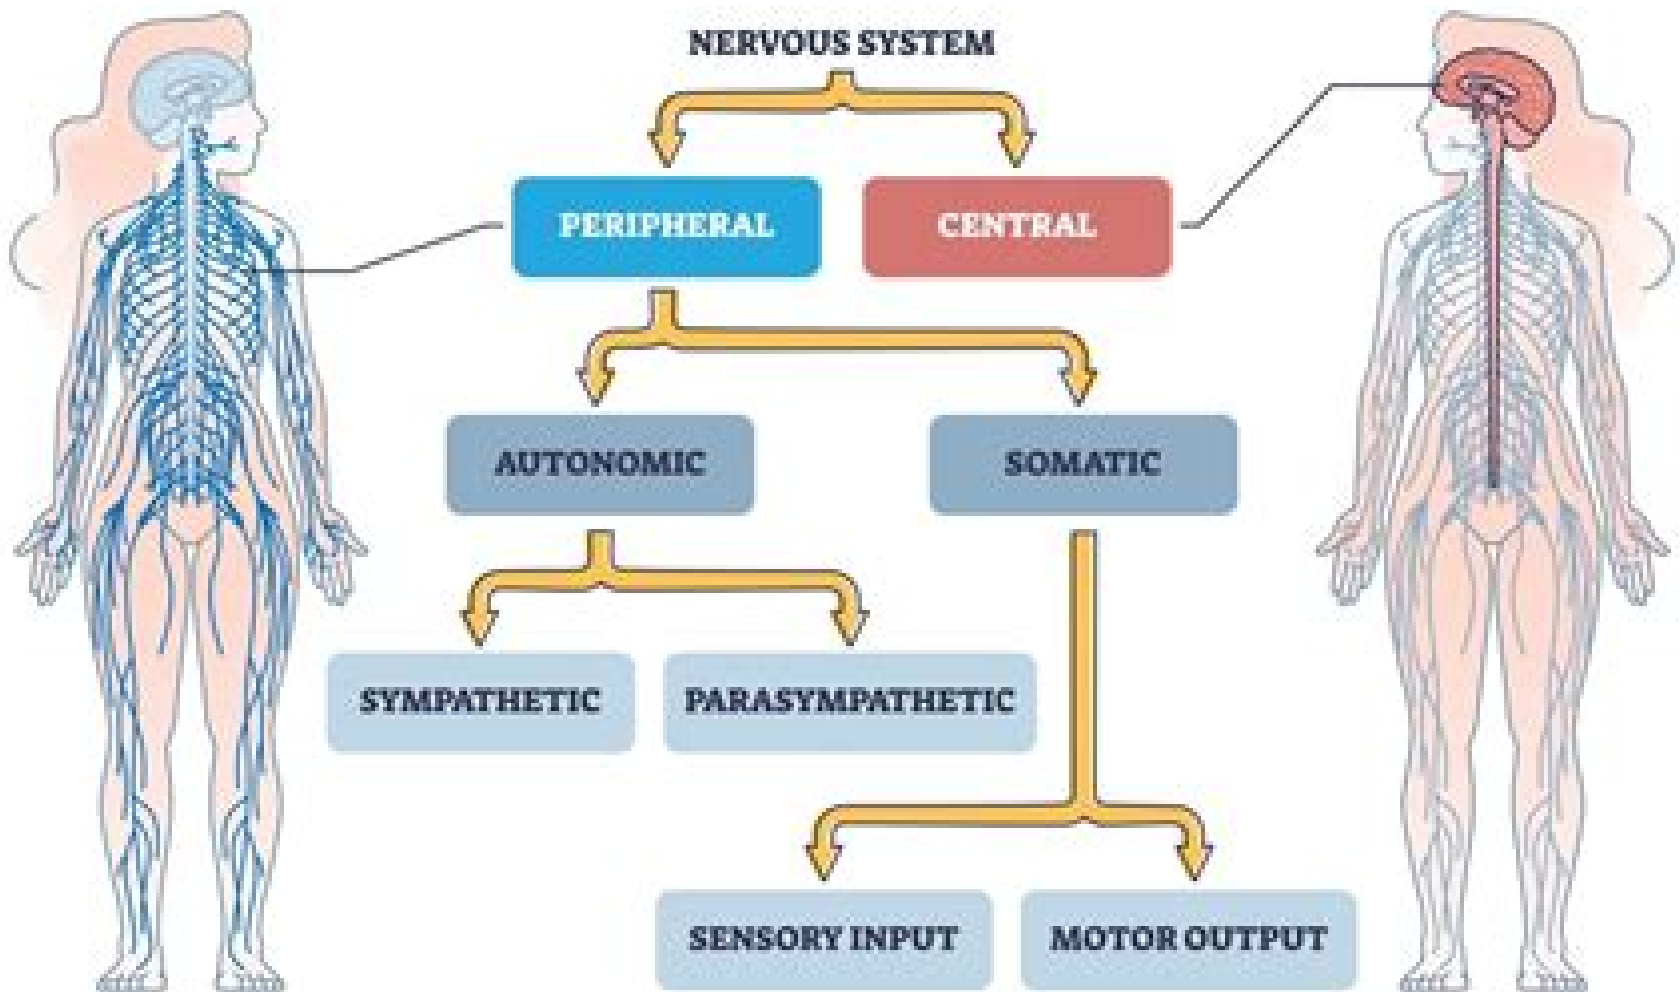 NERVOUS SYSTEM
PERIPHERAL
CENTRAL
AUTONOMIC
SOMATIC
SYMPATHETIC
PARASYMPATHETIC
SENSORY INPUT
MOTOR OUTPUT